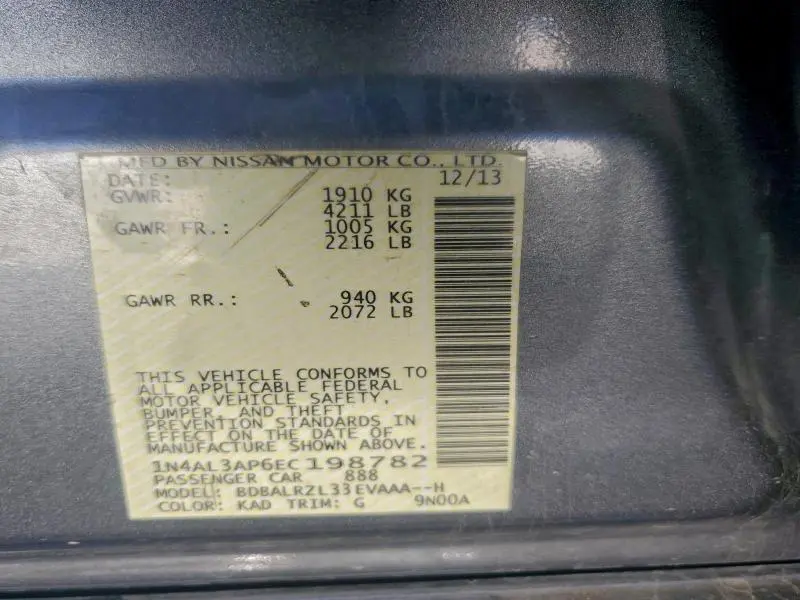 MFD BY NISSAN MOTOR CO., LTD.
DATE: 12/13
GVWR: 1910 KG
4211 LB
GAWR FR.: 1005 KG
2216 LB
GAWR RR.: 940 KG
2072 LB
THIS VEHICLE CONFORMS TO
ALL APPLICABLE FEDERAL
MOTOR VEHICLE SAFETY,
BUMPER, AND THEFT
PREVENTION STANDARDS IN
EFFECT ON THE DATE OF
MANUFACTURE SHOWN ABOVE.
1N4AL3AP6EC198782
PASSENGER CAR 888
MODEL: BDBALRZL33EVAAA--H
COLOR: KAD TRIM: G 9N00A